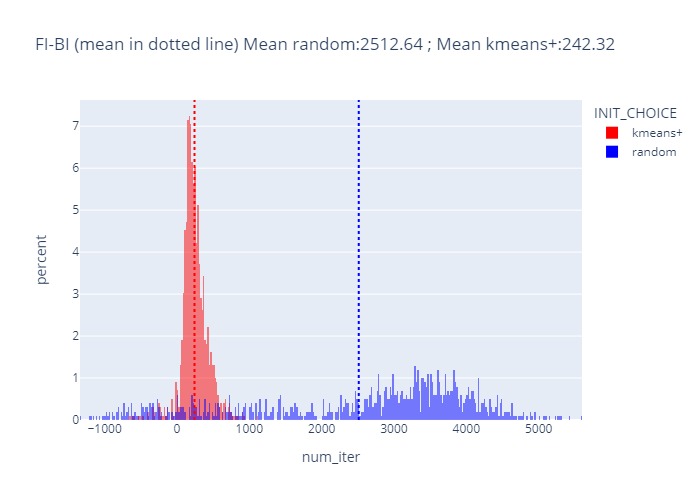 FI-BI (mean in dotted line) Mean random:2512.64 ; Mean kmeans+:242.32
INIT_CHOICE
kmeans+
random
percent
7
6
5
4
3
2
1
0
−1000
0
1000
2000
3000
4000
5000
num_iter